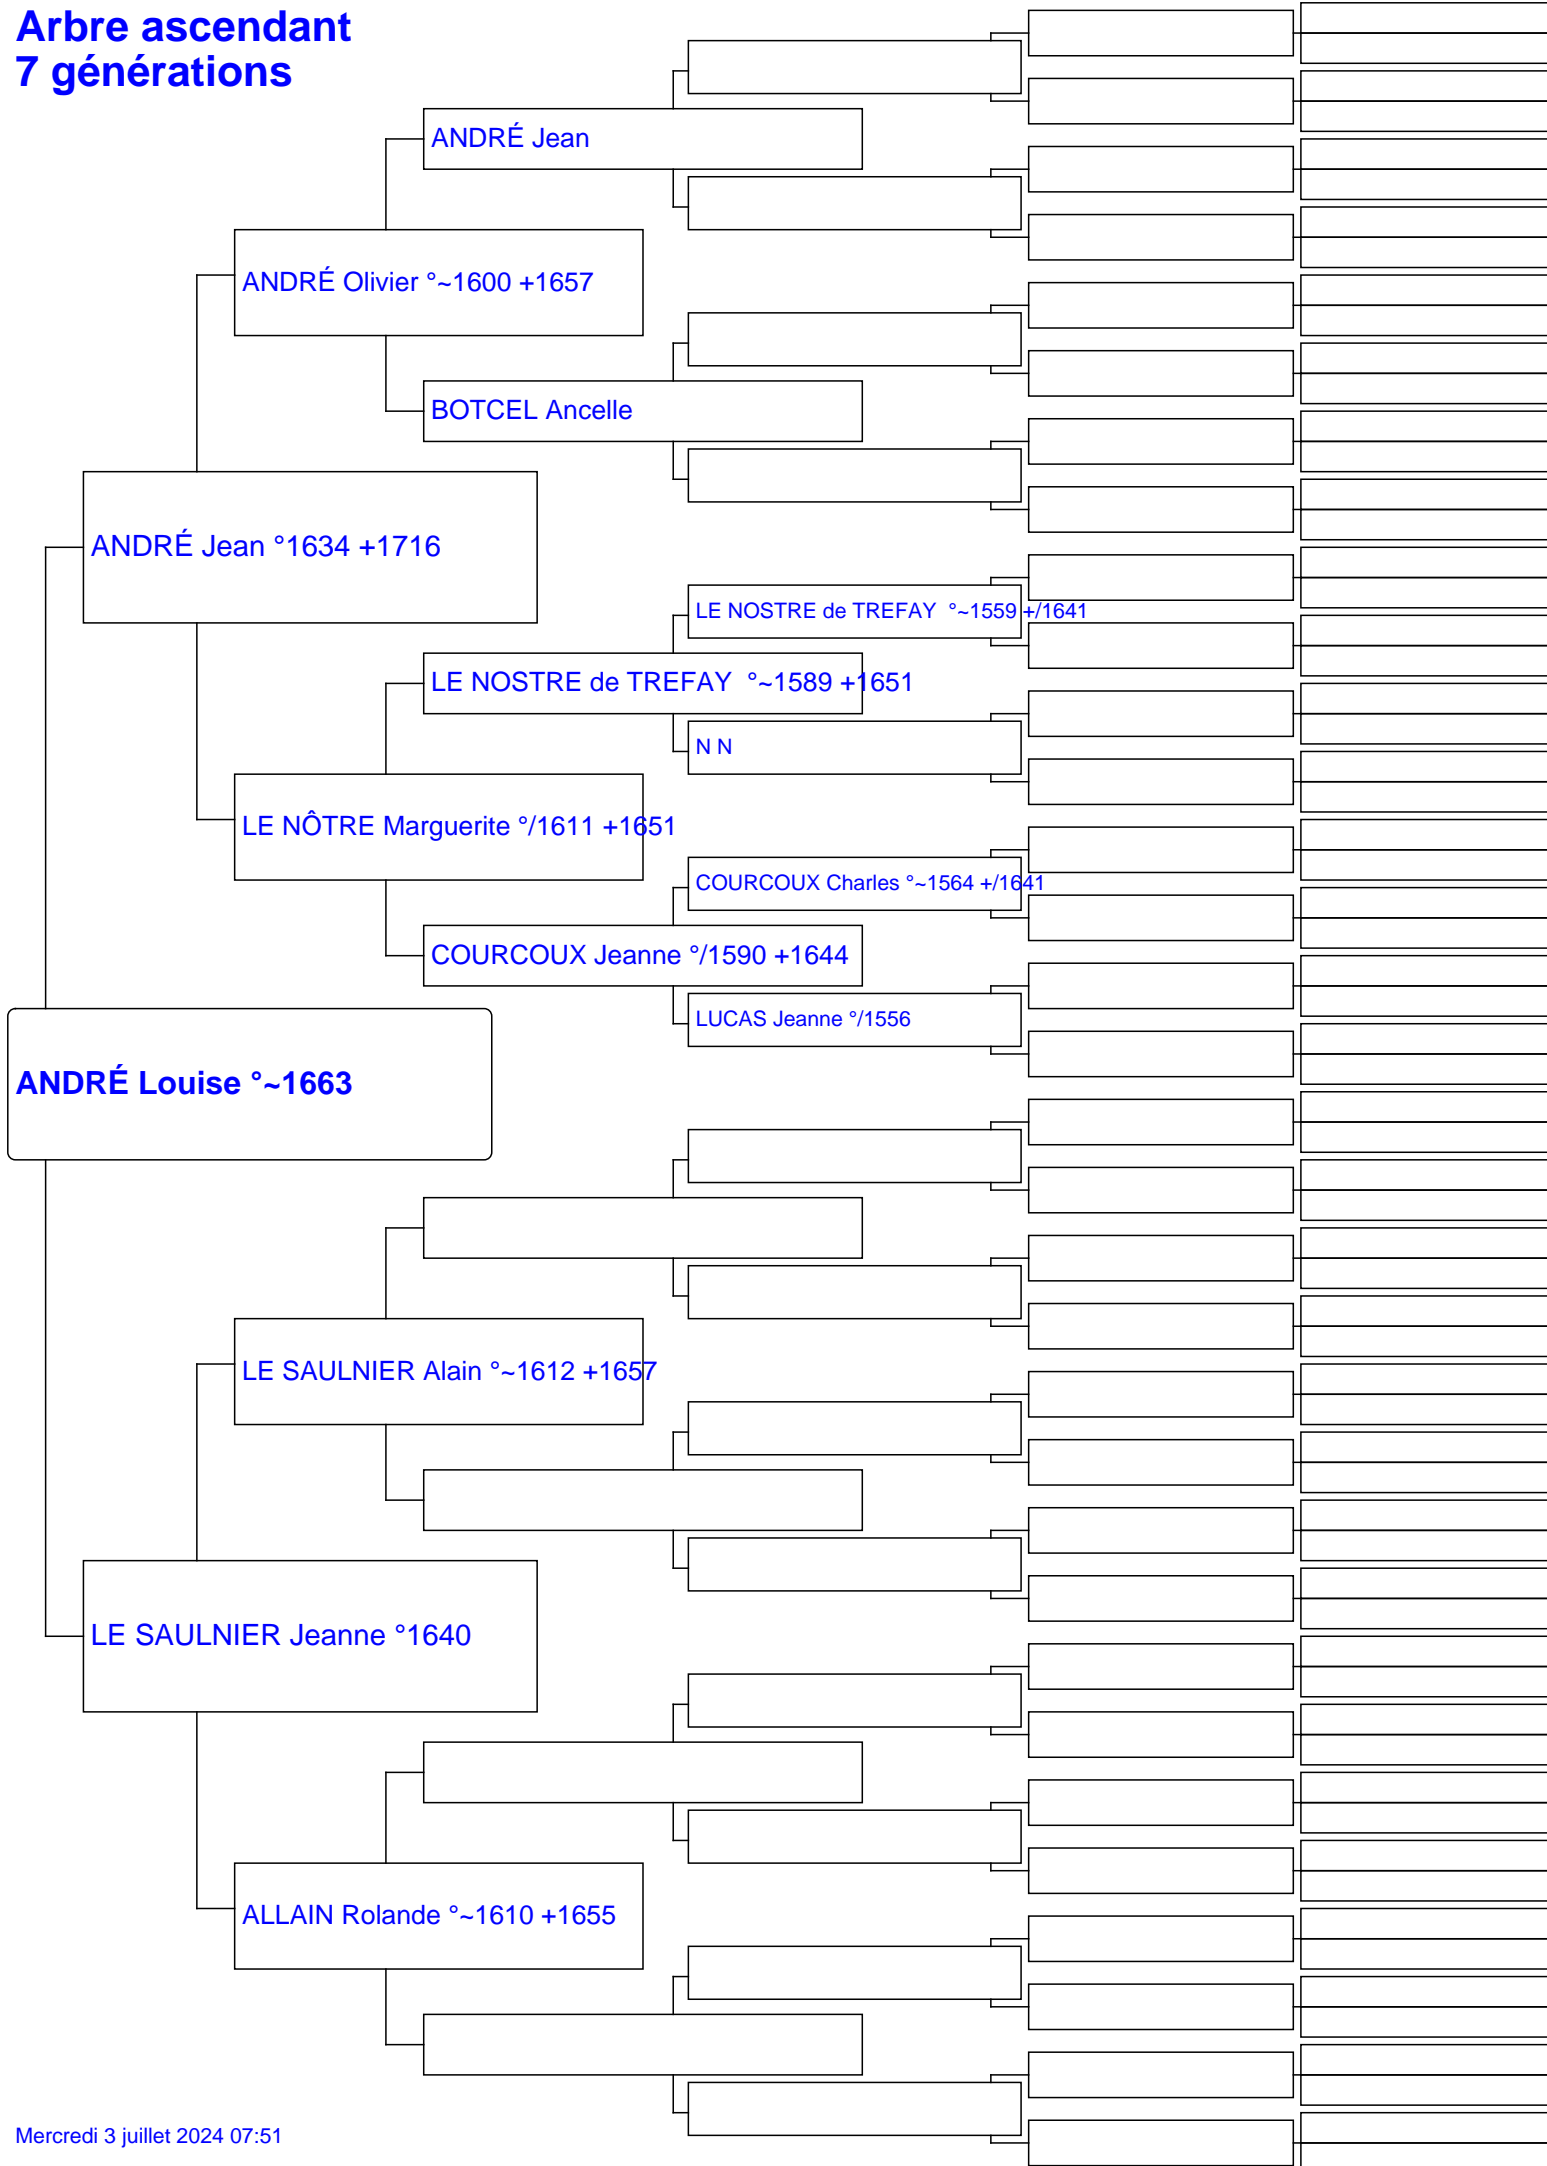 Arbre ascendant
7 générations
ANDRÉ Jean
ANDRÉ Olivier °~1600 +1657
BOTCEL Ancelle
ANDRÉ Jean °1634 +1716
LE NOSTRE de TREFAY  °~1559 +/1641
LE NOSTRE de TREFAY  °~1589 +1651
N N
LE NÔTRE Marguerite °/1611 +1651
COURCOUX Charles °~1564 +/1641
COURCOUX Jeanne °/1590 +1644
LUCAS Jeanne °/1556
ANDRÉ Louise °~1663
LE SAULNIER Alain °~1612 +1657
LE SAULNIER Jeanne °1640
ALLAIN Rolande °~1610 +1655
Mercredi 3 juillet 2024 07:51